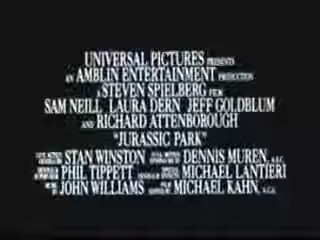 UNIVERSAL PICTURES PRESENTS
AN AMBLIN ENTERTAINMENT PRODUCTION
A STEVEN SPIELBERG FILM
SAM NEILL LAURA DERN JEFF GOLDBLUM
AND RICHARD ATTENBOROUGH
"JURASSIC PARK"
STAN WINSTON DENNIS MUREN, A.S.C.
PHIL TIPPETT MICHAEL LANTIERI
JOHN WILLIAMS MICHAEL KAHN, A.C.E.